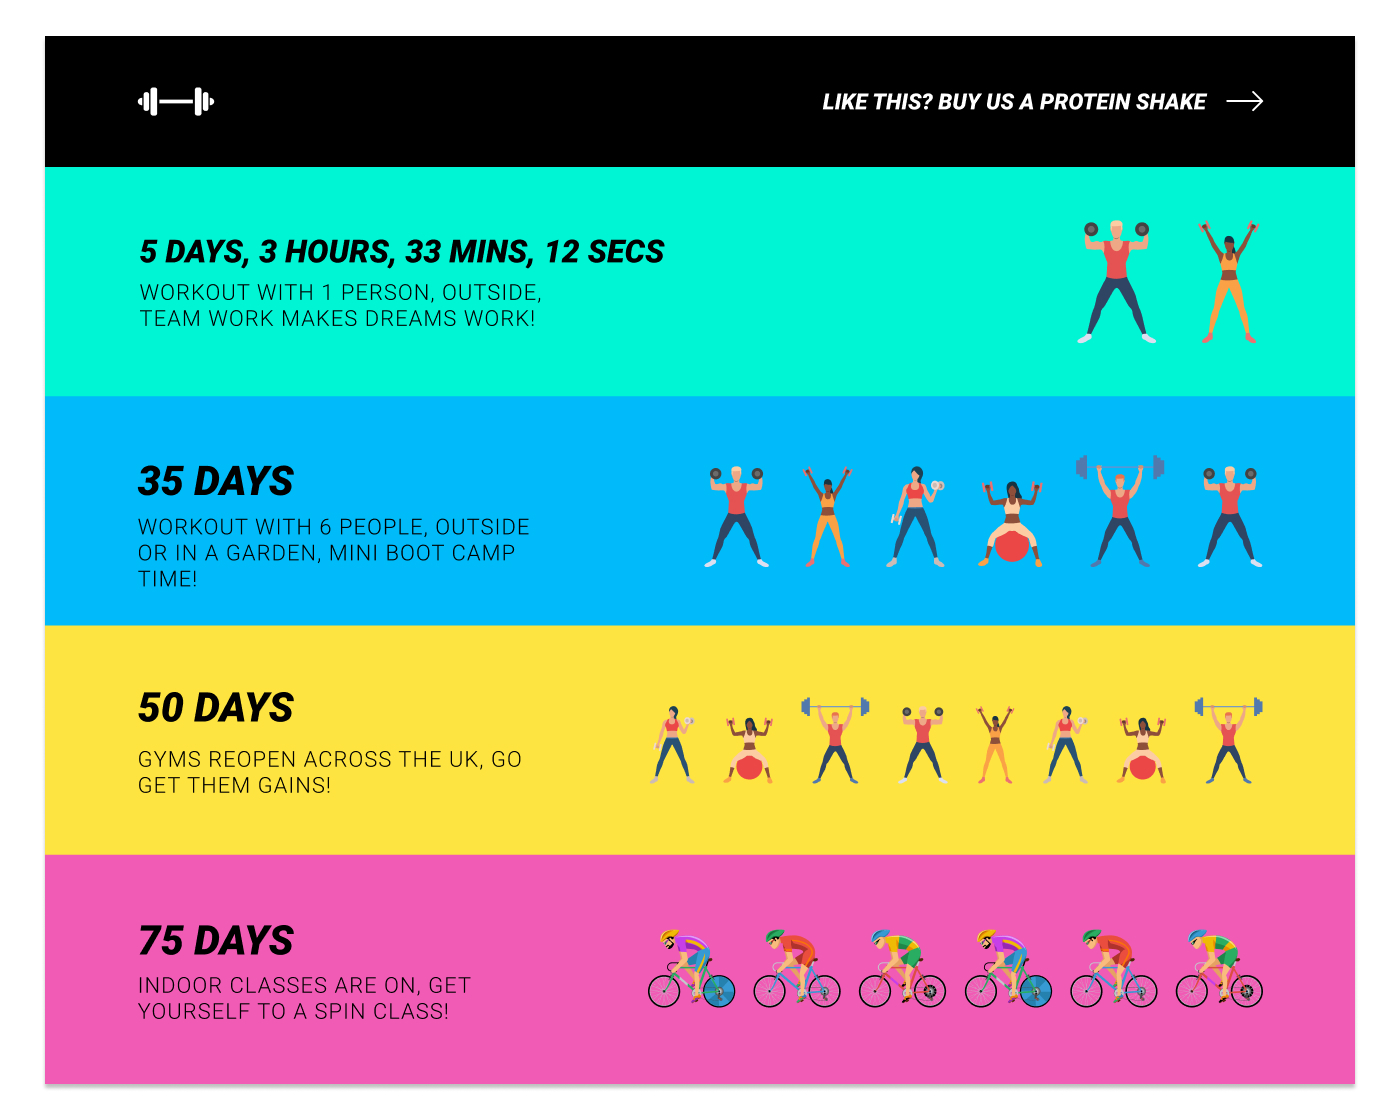 LIKE THIS? BUY US A PROTEIN SHAKE
5 DAYS, 3 HOURS, 33 MINS, 12 SECS
WORKOUT WITH 1 PERSON, OUTSIDE,
TEAM WORK MAKES DREAMS WORK!
35 DAYS
WORKOUT WITH 6 PEOPLE, OUTSIDE
OR IN A GARDEN, MINI BOOT CAMP
TIME!
50 DAYS
GYMS REOPEN ACROSS THE UK, GO
GET THEM GAINS!
75 DAYS
INDOOR CLASSES ARE ON, GET
YOURSELF TO A SPIN CLASS!